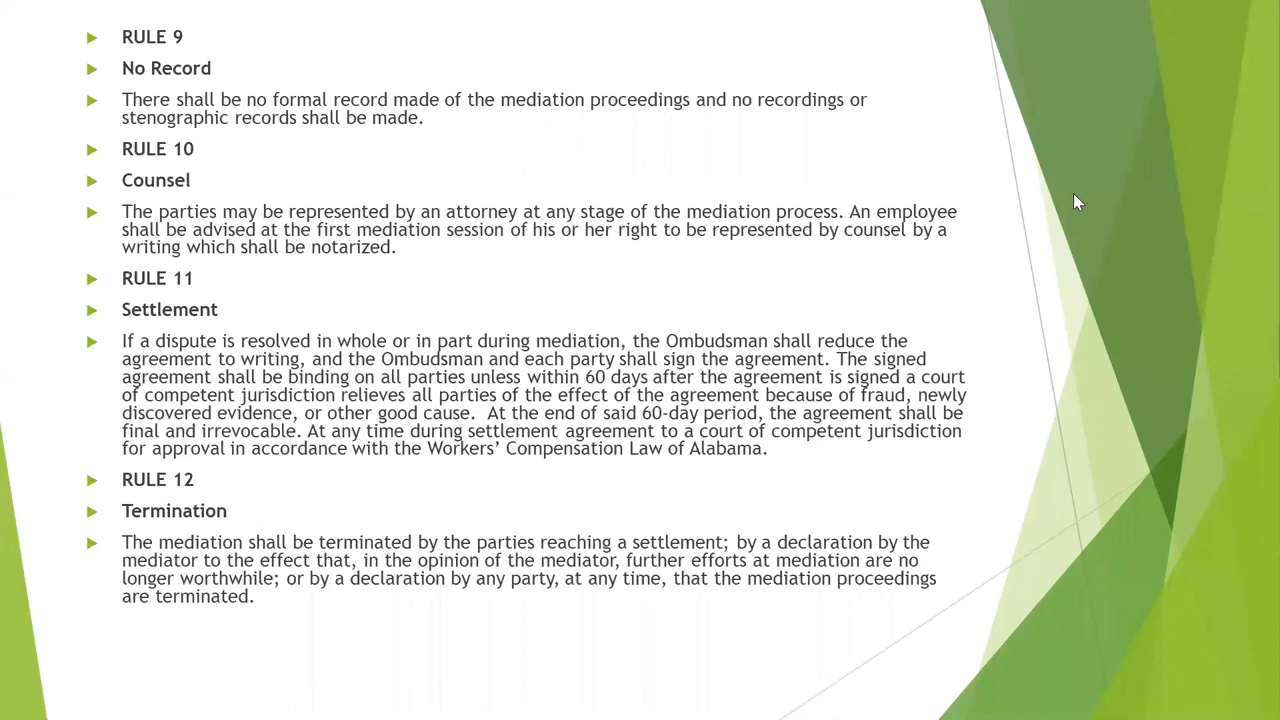 RULE 9
No Record
There shall be no formal record made of the mediation proceedings and no recordings or
stenographic records shall be made.
RULE 10
Counsel
The parties may be represented by an attorney at any stage of the mediation process. An employee
shall be advised at the first mediation session of his or her right to be represented by counsel by a
writing which shall be notarized.
RULE 11
Settlement
If a dispute is resolved in whole or in part during mediation, the Ombudsman shall reduce the
agreement to writing, and the Ombudsman and each party shall sign the agreement. The signed
agreement shall be binding on all parties unless within 60 days after the agreement is signed a court
of competent jurisdiction relieves all parties of the effect of the agreement because of fraud, newly
discovered evidence, or other good cause.  At the end of said 60-day period, the agreement shall be
final and irrevocable. At any time during settlement agreement to a court of competent jurisdiction
for approval in accordance with the Workers’ Compensation Law of Alabama.
RULE 12
Termination
The mediation shall be terminated by the parties reaching a settlement; by a declaration by the
mediator to the effect that, in the opinion of the mediator, further efforts at mediation are no
longer worthwhile; or by a declaration by any party, at any time, that the mediation proceedings
are terminated.